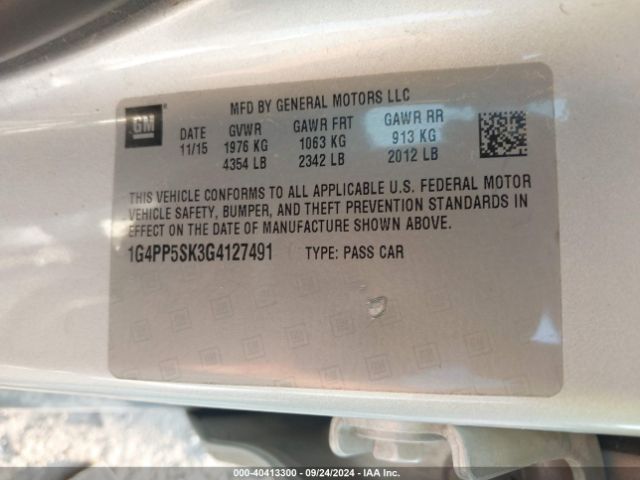 MFD BY GENERAL MOTORS LLC
GM
DATE GVWR GAWR FRT GAWR RR
11/15 1976 KG 1063 KG 913 KG
4354 LB 2342 LB 2012 LB
THIS VEHICLE CONFORMS TO ALL APPLICABLE U.S. FEDERAL MOTOR
VEHICLE SAFETY, BUMPER, AND THEFT PREVENTION STANDARDS IN
EFFECT ON THE DATE OF MANUFACTURE SHOWN ABOVE.
1G4PP5SK3G4127491 TYPE: PASS CAR
000-40413300 - 09/24/2024 - IAA Inc.